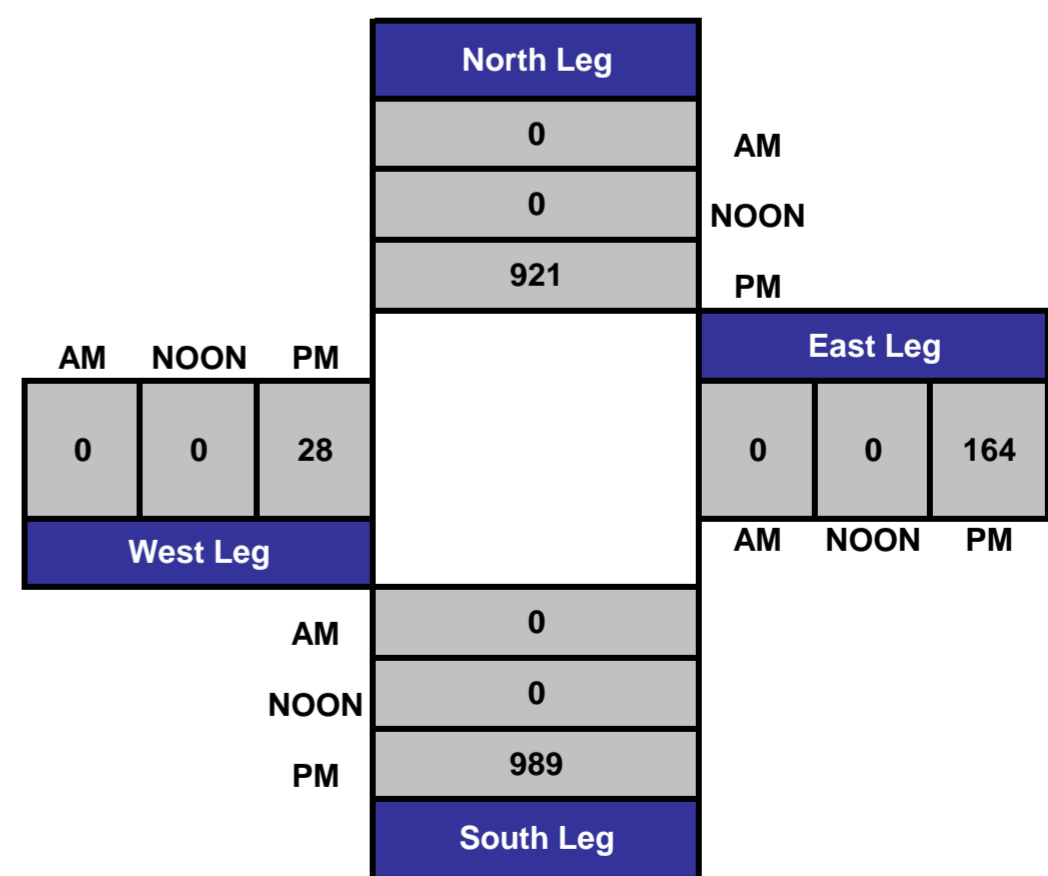 North Leg
0
AM
0
NOON
921
PM
East Leg
AM NOON PM
0 0 28
0 0 164
West Leg
AM NOON PM
0
AM
0
NOON
989
PM
South Leg